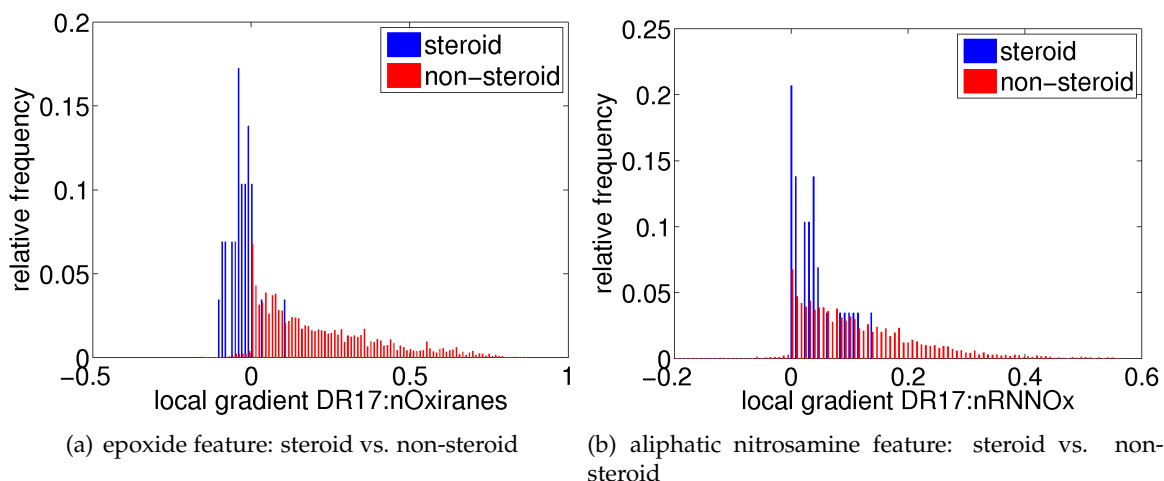 0.2
0.15
0.1
0.05
0
relative frequency
steroid
non−steroid
−0.5
0
0.5
1
local gradient DR17:nOxiranes
(a) epoxide feature: steroid vs. non-steroid
0.25
0.2
0.15
0.1
0.05
0
relative frequency
steroid
non−steroid
−0.2
0
0.2
0.4
0.6
local gradient DR17:nRNNOx
(b) aliphatic nitrosamine feature: steroid vs. non-
steroid